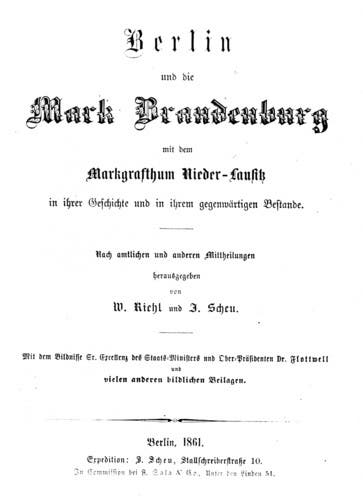 Berlin
und die
Mark Brandenburg
mit dem
Markgrafthum Nieder-Lausitz
in ihrer Geschichte und in ihrem gegenwärtigen Bestande.
Nach amtlichen und anderen Mittheilungen
herausgegeben
von
W. Riehl und J. Scheu.
Mit dem Bildnisse Sr. Excellenz des Staats-Ministers und Ober-Präsidenten Dr. Flottwell
und
vielen anderen bildlichen Beilagen.
Berlin, 1861.
Expedition: J. Scheu, Stallschreiberstraße 10.
In Commission bei F. Sala & Co., Unter den Linden 51.